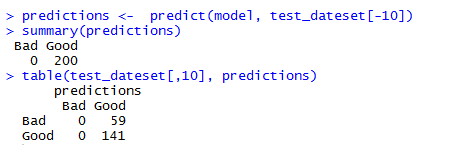 > predictions <-  predict(model, test_dateset[-10])
> summary(predictions)
 Bad Good
   0  200
> table(test_dateset[,10], predictions)
      predictions
       Bad Good
  Bad    0   59
  Good   0  141